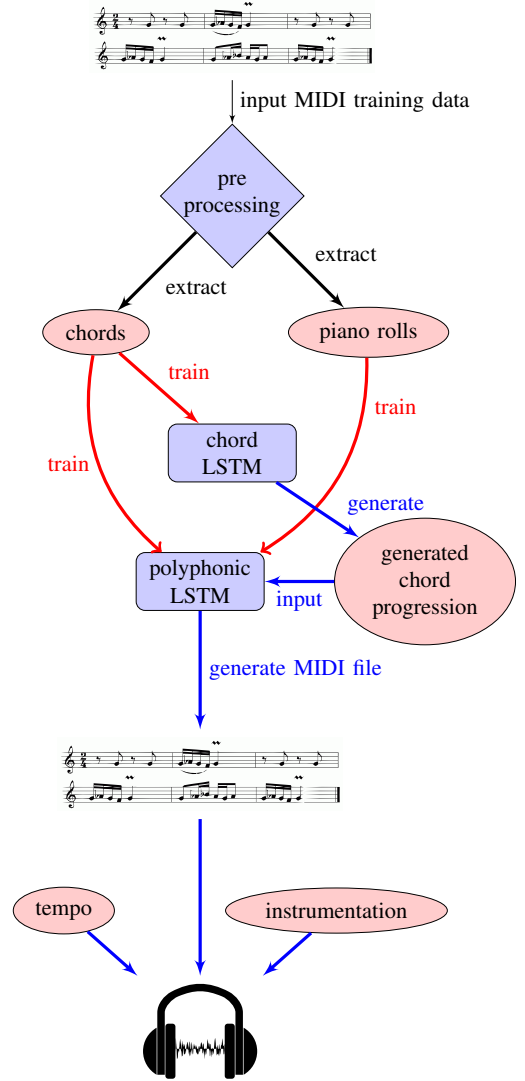 input MIDI training data
pre
processing
extract
extract
chords
piano rolls
train
train
chord
LSTM
train
generate
generated
chord
progression
polyphonic
LSTM
input
generate MIDI file
tempo
instrumentation